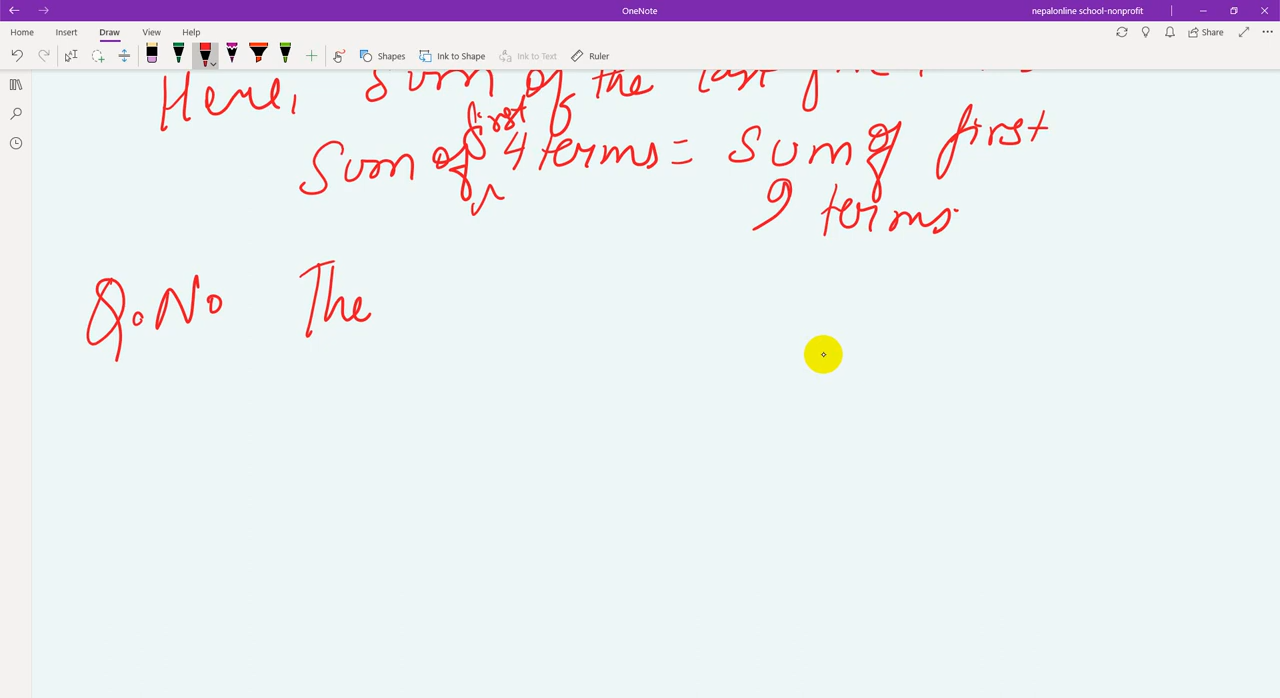 OneNote
nepalonline school-nonprofit
Home Insert Draw View Help
Share
Shapes Ink to Shape Ink to Text Ruler
Here, Sum of the last
first
Sum of 4 terms = Sum of first
9 terms.
Q.No The